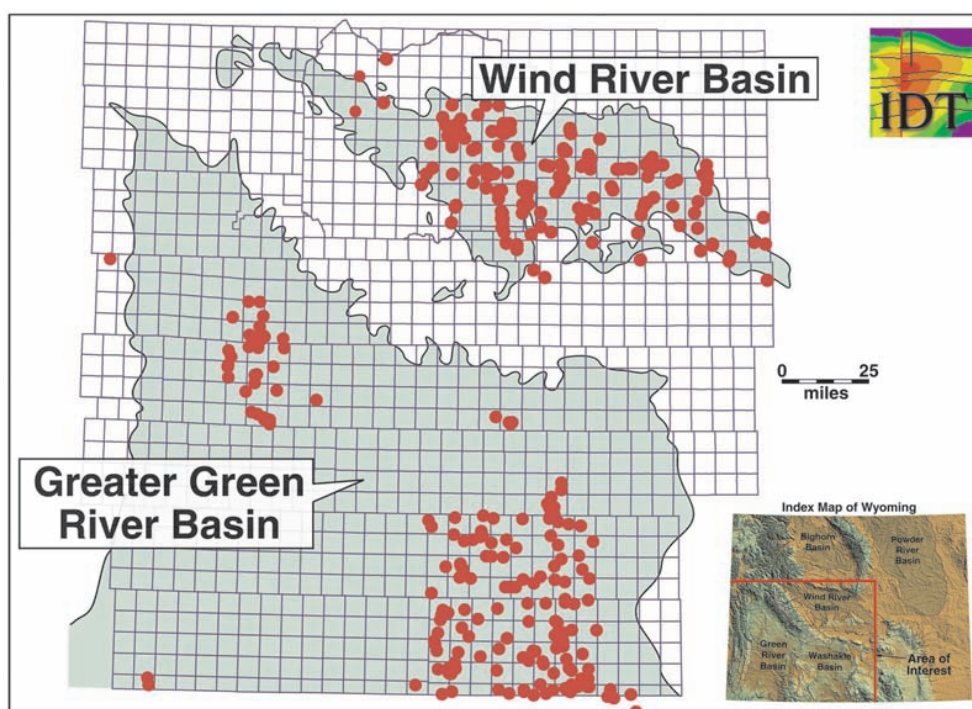 Wind River Basin
IDT
0 25
miles
Greater Green
River Basin
Index Map of Wyoming
Bighorn
Basin
Powder
River
Basin
Wind River
Basin
Green
River
Basin
Washakie
Basin
Area of
Interest